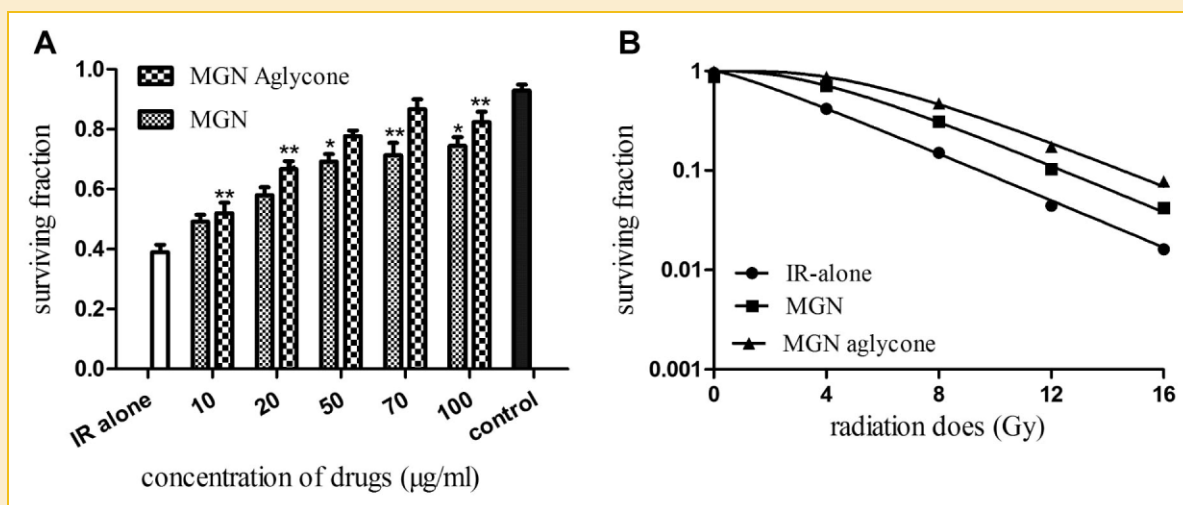 A
B
MGN Aglycone
MGN
surviving fraction
1.0
0.8
0.6
0.4
0.2
0.0
**
**
*
**
*
**
IR alone
10
20
50
70
100
control
concentration of drugs (μg/ml)
surviving fraction
1
0.1
0.01
0.001
IR-alone
MGN
MGN aglycone
0
4
8
12
16
radiation does (Gy)